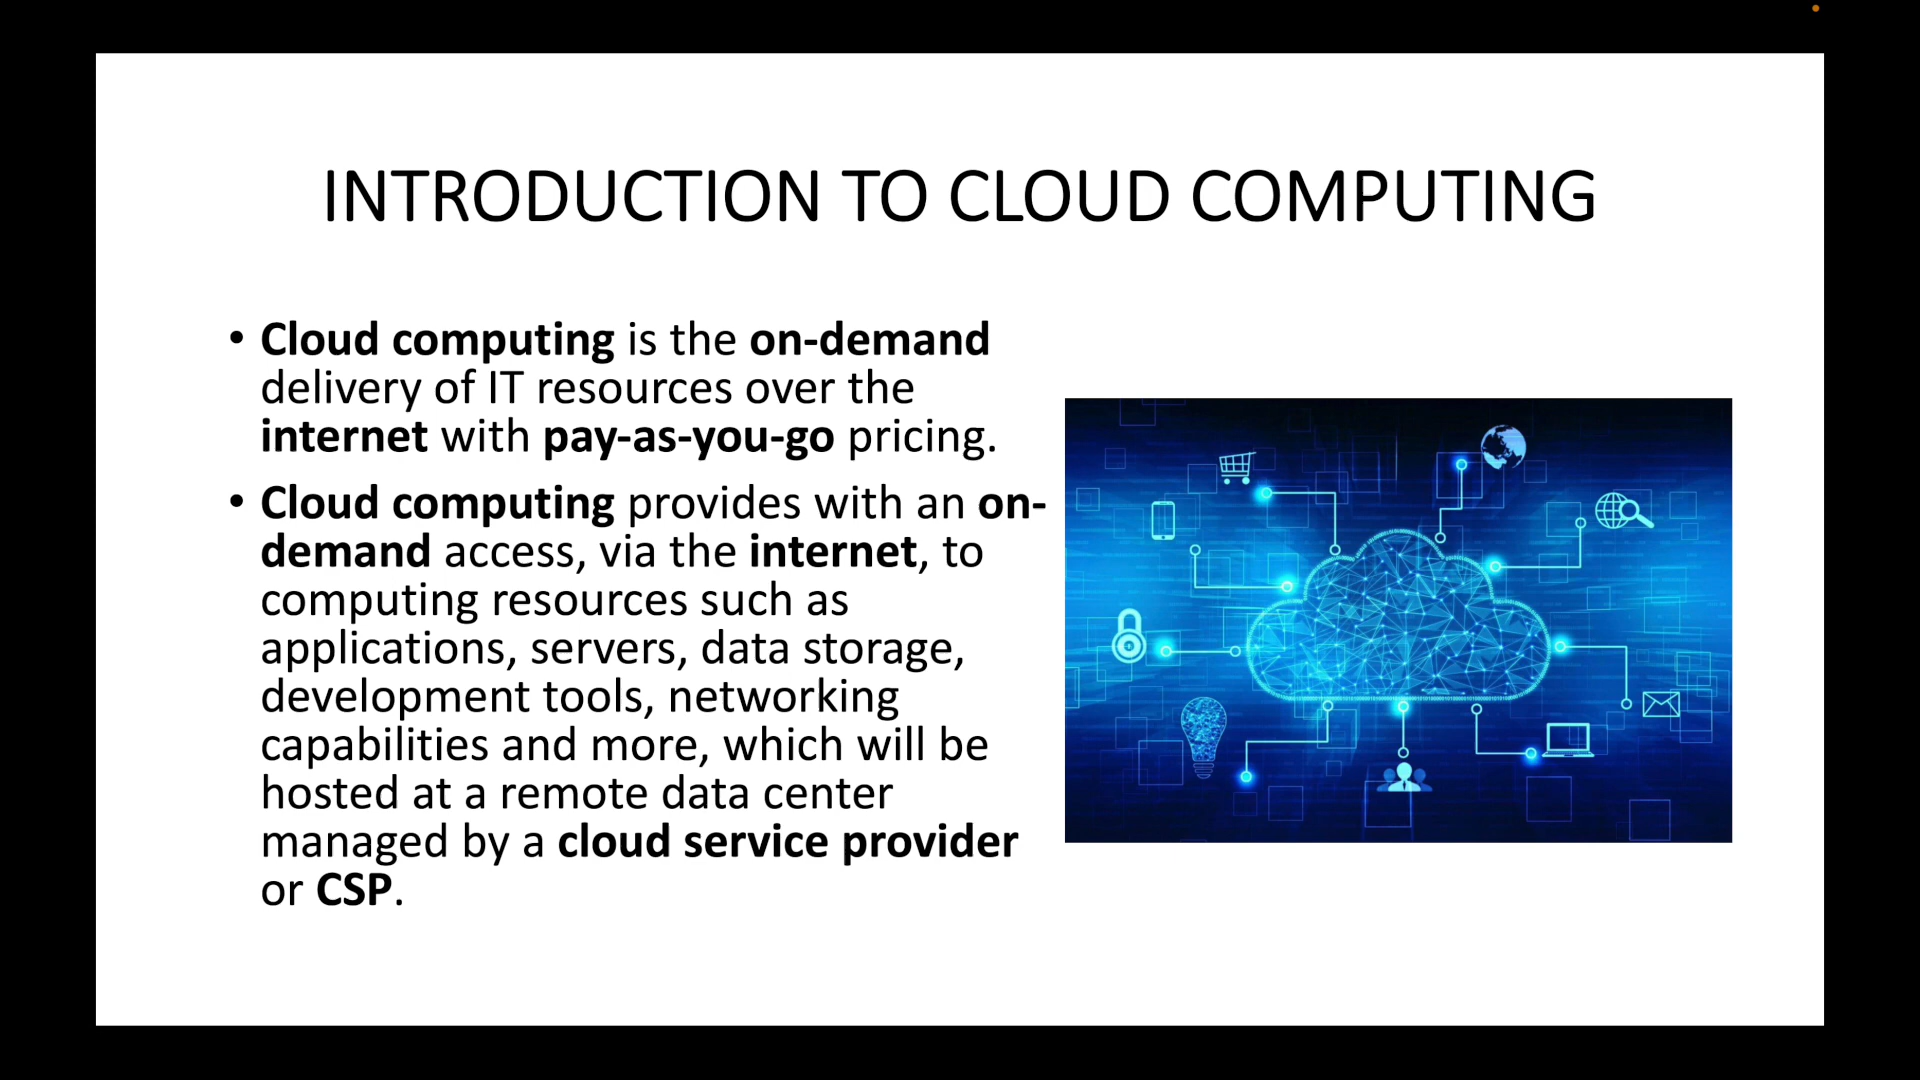 INTRODUCTION TO CLOUD COMPUTING
• Cloud computing is the on-demand
delivery of IT resources over the
internet with pay-as-you-go pricing.
• Cloud computing provides with an on-
demand access, via the internet, to
computing resources such as
applications, servers, data storage,
development tools, networking
capabilities and more, which will be
hosted at a remote data center
managed by a cloud service provider
or CSP.